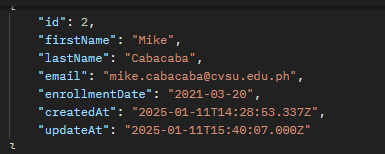 "id": 2,
"firstName": "Mike",
"lastName": "Cabacaba",
"email": "mike.cabacaba@cvsu.edu.ph",
"enrollmentDate": "2021-03-20",
"createdAt": "2025-01-11T14:28:53.337Z",
"updateAt": "2025-01-11T15:40:07.000Z"
}